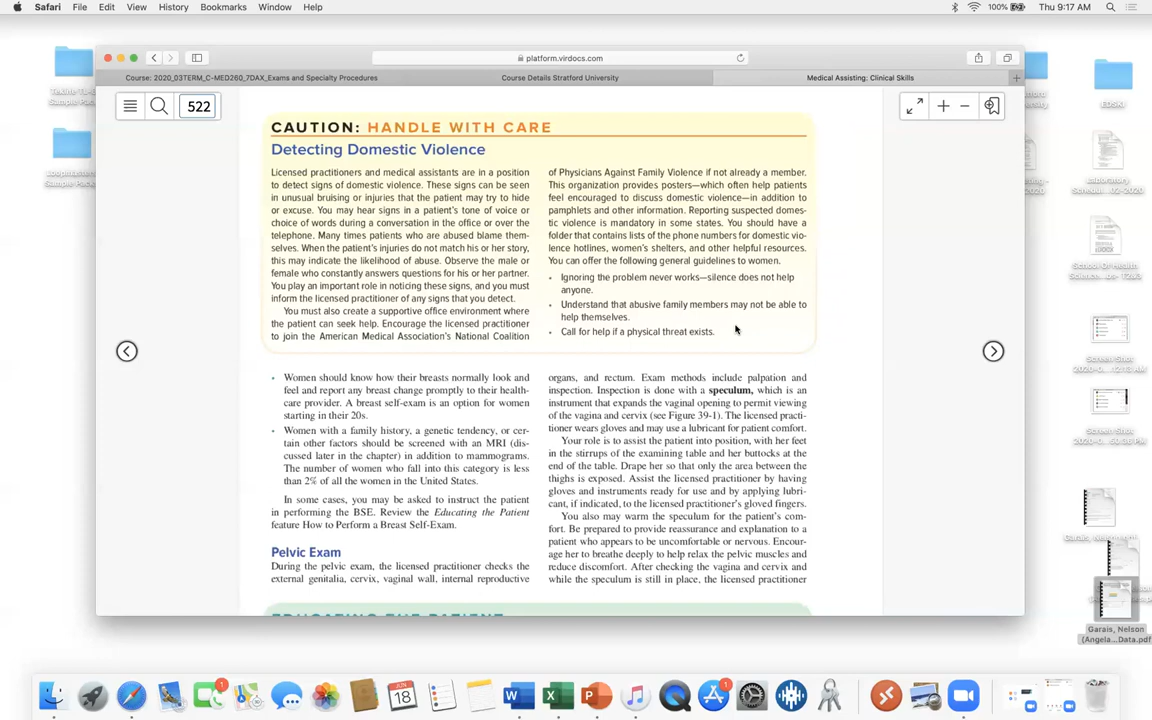 Safari File Edit View History Bookmarks Window Help
100% Thu 9:17 AM
platform.virdocs.com
Course: 2020_03TERM_C-MED260_7DAX_Exams and Specialty Procedures
Course Details Stratford University
Medical Assisting: Clinical Skills
522
CAUTION: HANDLE WITH CARE
Detecting Domestic Violence
Licensed practitioners and medical assistants are in a position
to detect signs of domestic violence. These signs can be seen
in unusual bruising or injuries that the patient may try to hide
or excuse. You may hear signs in a patient's tone of voice or
choice of words during a conversation in the office or over the
telephone. Many times patients who are abused blame them-
selves. When the patient's injuries do not match his or her story,
this may indicate the likelihood of abuse. Observe the male or
female who constantly answers questions for his or her partner.
You play an important role in noticing these signs, and you must
inform the licensed practitioner of any signs that you detect.
You must also create a supportive office environment where
the patient can seek help. Encourage the licensed practitioner
to join the American Medical Association's National Coalition
of Physicians Against Family Violence if not already a member.
This organization provides posters—which often help patients
feel encouraged to discuss domestic violence—in addition to
pamphlets and other information. Reporting suspected domes-
tic violence is mandatory in some states. You should have a
folder that contains lists of the phone numbers for domestic vio-
lence hotlines, women's shelters, and other helpful resources.
You can offer the following general guidelines to women.
• Ignoring the problem never works—silence does not help
anyone.
• Understand that abusive family members may not be able to
help themselves.
• Call for help if a physical threat exists.
• Women should know how their breasts normally look and
feel and report any breast change promptly to their health-
care provider. A breast self-exam is an option for women
starting in their 20s.
• Women with a family history, a genetic tendency, or cer-
tain other factors should be screened with an MRI (dis-
cussed later in the chapter) in addition to mammograms.
The number of women who fall into this category is less
than 2% of all the women in the United States.
In some cases, you may be asked to instruct the patient
in performing the BSE. Review the Educating the Patient
feature How to Perform a Breast Self-Exam.
Pelvic Exam
During the pelvic exam, the licensed practitioner checks the
external genitalia, cervix, vaginal wall, internal reproductive
organs, and rectum. Exam methods include palpation and
inspection. Inspection is done with a speculum, which is an
instrument that expands the vaginal opening to permit viewing
of the vagina and cervix (see Figure 39-1). The licensed practi-
tioner wears gloves and may use a lubricant for patient comfort.
Your role is to assist the patient into position, with her feet
in the stirrups of the examining table and her buttocks at the
end of the table. Drape her so that only the area between the
thighs is exposed. Assist the licensed practitioner by having
gloves and instruments ready for use and by applying lubri-
cant, if indicated, to the licensed practitioner's gloved fingers.
You also may warm the speculum for the patient's com-
fort. Be prepared to provide reassurance and explanation to a
patient who appears to be uncomfortable or nervous. Encour-
age her to breathe deeply to help relax the pelvic muscles and
reduce discomfort. After checking the vagina and cervix and
while the speculum is still in place, the licensed practitioner
EDUCATING THE PATIENT
EDSKI
Screen Shot
Screen Shot
Garais, Nelson
(Angela...Data.pdf
JUN
18
1
1